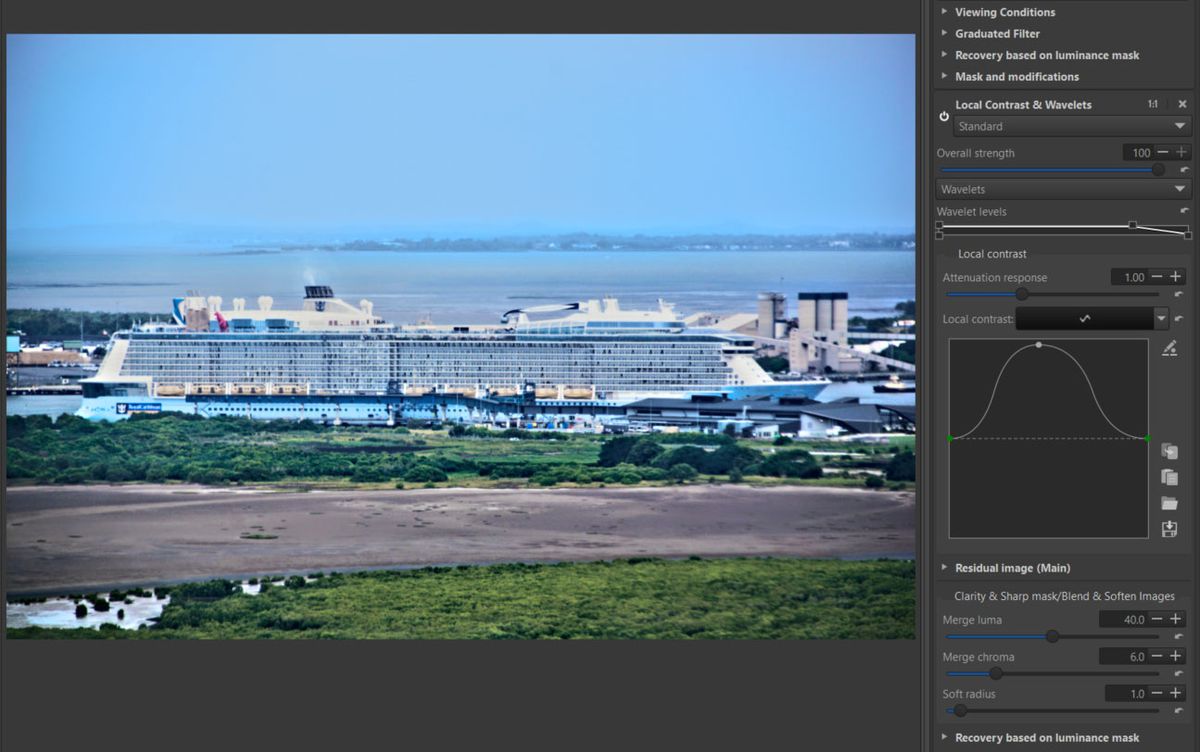 Viewing Conditions
Graduated Filter
Recovery based on luminance mask
Mask and modifications
Local Contrast & Wavelets 1:1
Standard
Overall strength 100
Wavelets
Wavelet levels
Local contrast
Attenuation response 1.00
Local contrast:
Residual image (Main)
Clarity & Sharp mask/Blend & Soften Images
Merge luma 40.0
Merge chroma 6.0
Soft radius 1.0
Recovery based on luminance mask